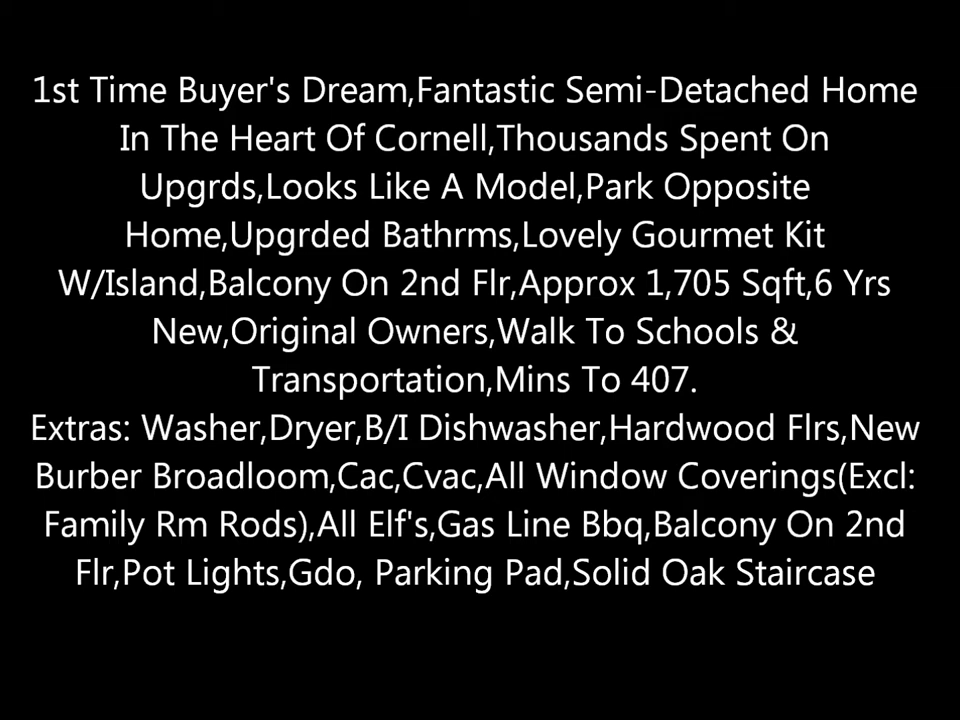 1st Time Buyer's Dream,Fantastic Semi-Detached Home
In The Heart Of Cornell,Thousands Spent On
Upgrds,Looks Like A Model,Park Opposite
Home,Upgrded Bathrms,Lovely Gourmet Kit
W/Island,Balcony On 2nd Flr,Approx 1,705 Sqft,6 Yrs
New,Original Owners,Walk To Schools &
Transportation,Mins To 407.
Extras: Washer,Dryer,B/I Dishwasher,Hardwood Flrs,New
Burber Broadloom,Cac,Cvac,All Window Coverings(Excl:
Family Rm Rods),All Elf's,Gas Line Bbq,Balcony On 2nd
Flr,Pot Lights,Gdo, Parking Pad,Solid Oak Staircase